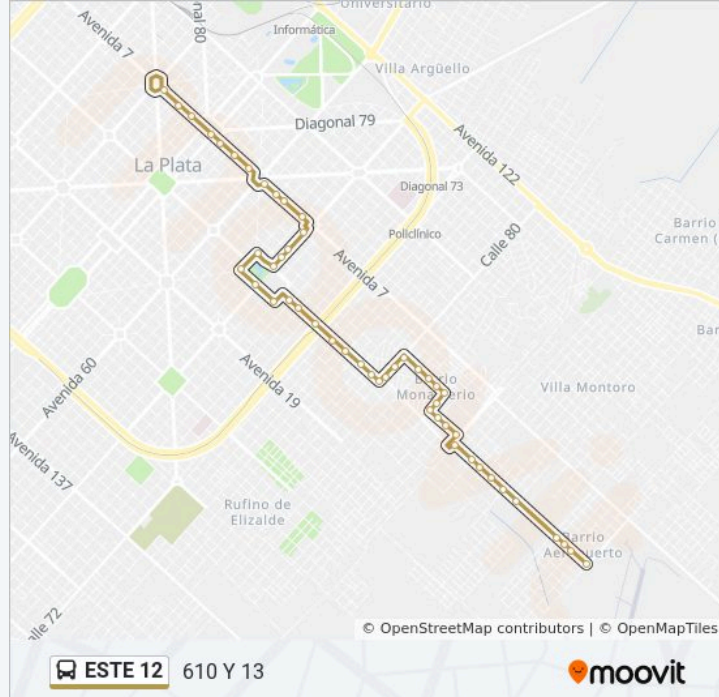 Universitario
Avenida 7
nal 80
Informática
Villa Argüello
Diagonal 79
Avenida 122
La Plata
Diagonal 73
Barrio
Carmen (
Policlínico
Calle 80
Avenida 7
Bar
Avenida 60
Avenida 19
Barrio
Monasterio
Villa Montoro
Avenida 137
Rufino de
Elizalde
Barrio
Aeropuerto
alle 72
© OpenStreetMap contributors | © OpenMapTiles
ESTE 12 610 Y 13
moovit